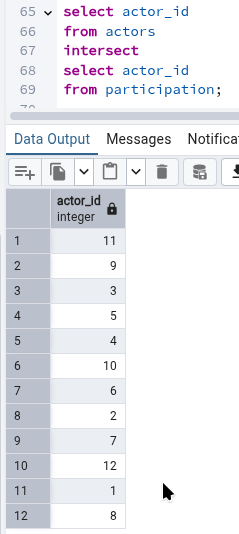 65 select actor_id
66 from actors
67 intersect
68 select actor_id
69 from participation;
Data Output Messages Notifica
actor_id
integer
1 11
2 9
3 3
4 5
5 4
6 10
7 6
8 2
9 7
10 12
11 1
12 8